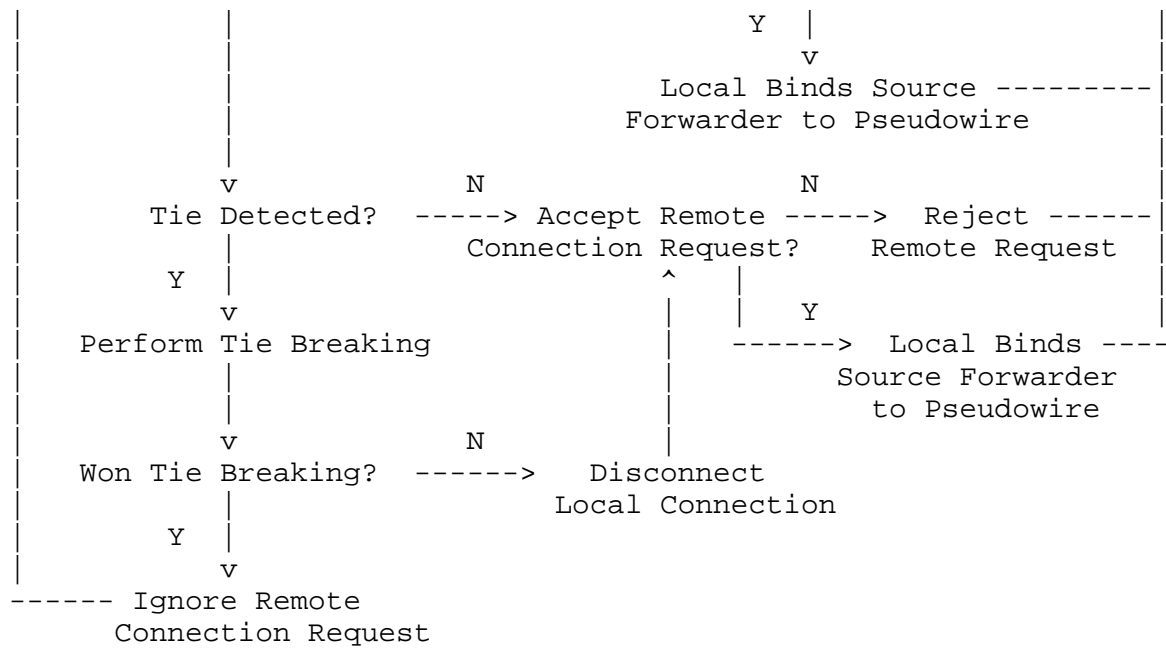 Y
Local Binds Source
Forwarder to Pseudowire
N N
Tie Detected? -----> Accept Remote -----> Reject ------
Connection Request? Remote Request
Y
Y
Perform Tie Breaking ------> Local Binds ----
Source Forwarder
to Pseudowire
N
Won Tie Breaking? ------> Disconnect
Local Connection
Y
------ Ignore Remote
Connection Request